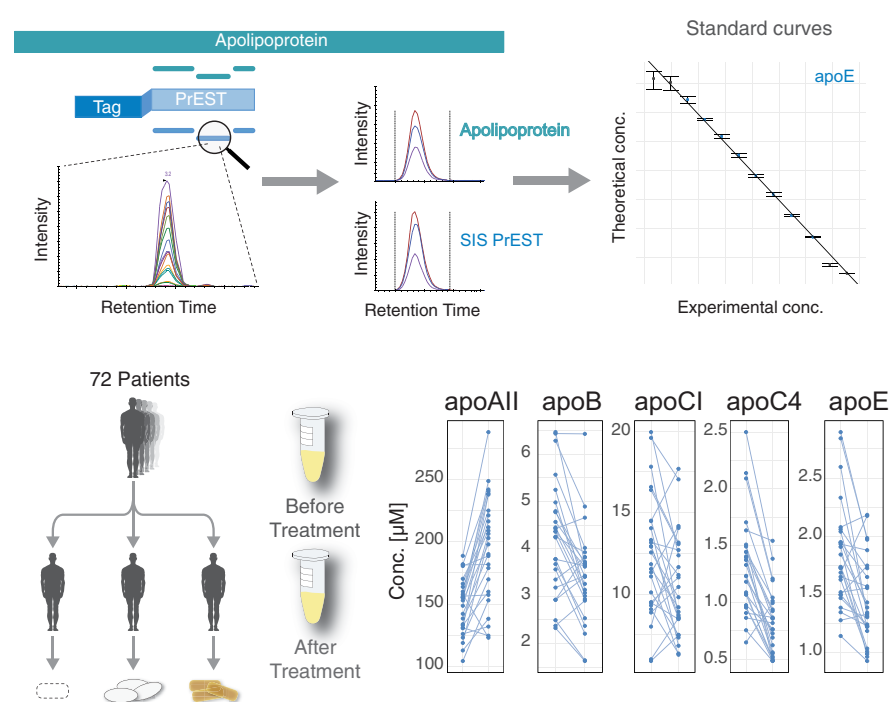 Apolipoprotein
Tag
PrEST
Intensity
32
Retention Time
Intensity
Apolipoprotein
Intensity
SIS PrEST
Retention Time
Standard curves
apoE
Theoretical conc.
Experimental conc.
72 Patients
Before
Treatment
After
Treatment
Conc. [µM]
apoAII
250
200
150
100
apoB
6
5
4
3
2
apoCI
20
15
10
apoC4
2.5
2.0
1.5
1.0
0.5
apoE
2.5
2.0
1.5
1.0